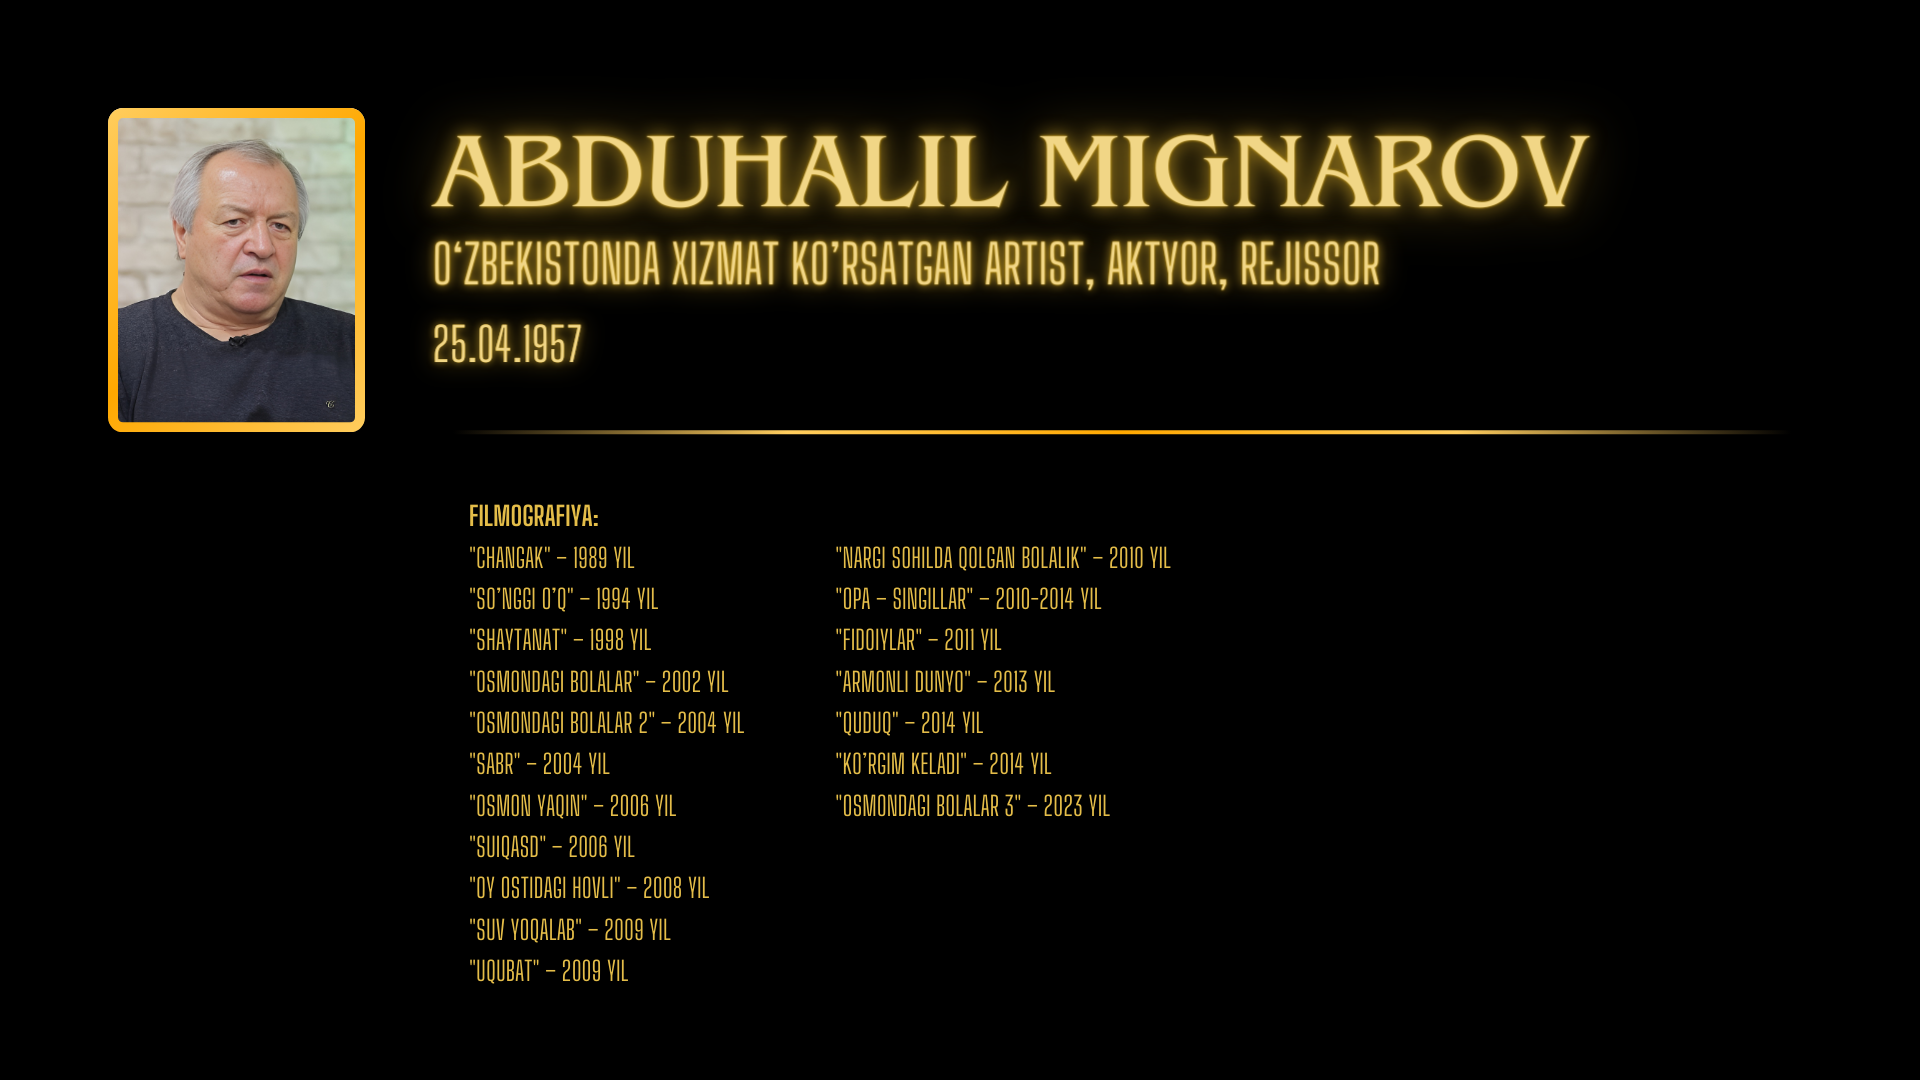 ABDUHALIL MIGNAROV
O‘ZBEKISTONDA XIZMAT KO’RSATGAN ARTIST, AKTYOR, REJISSOR
25.04.1957
FILMOGRAFIYA:
"CHANGAK" – 1989 YIL
"SO’NGGI O’Q" – 1994 YIL
"SHAYTANAT" – 1998 YIL
"OSMONDAGI BOLALAR" – 2002 YIL
"OSMONDAGI BOLALAR 2" – 2004 YIL
"SABR" – 2004 YIL
"OSMON YAQIN" – 2006 YIL
"SUIQASD" – 2006 YIL
"OY OSTIDAGI HOVLI" – 2008 YIL
"SUV YOQALAB" – 2009 YIL
"UQUBAT" – 2009 YIL
"NARGI SOHILDA QOLGAN BOLALIK" – 2010 YIL
"OPA – SINGILLAR" – 2010-2014 YIL
"FIDOIYLAR" – 2011 YIL
"ARMONLI DUNYO" – 2013 YIL
"QUDUQ" – 2014 YIL
"KO’RGIM KELADI" – 2014 YIL
"OSMONDAGI BOLALAR 3" – 2023 YIL